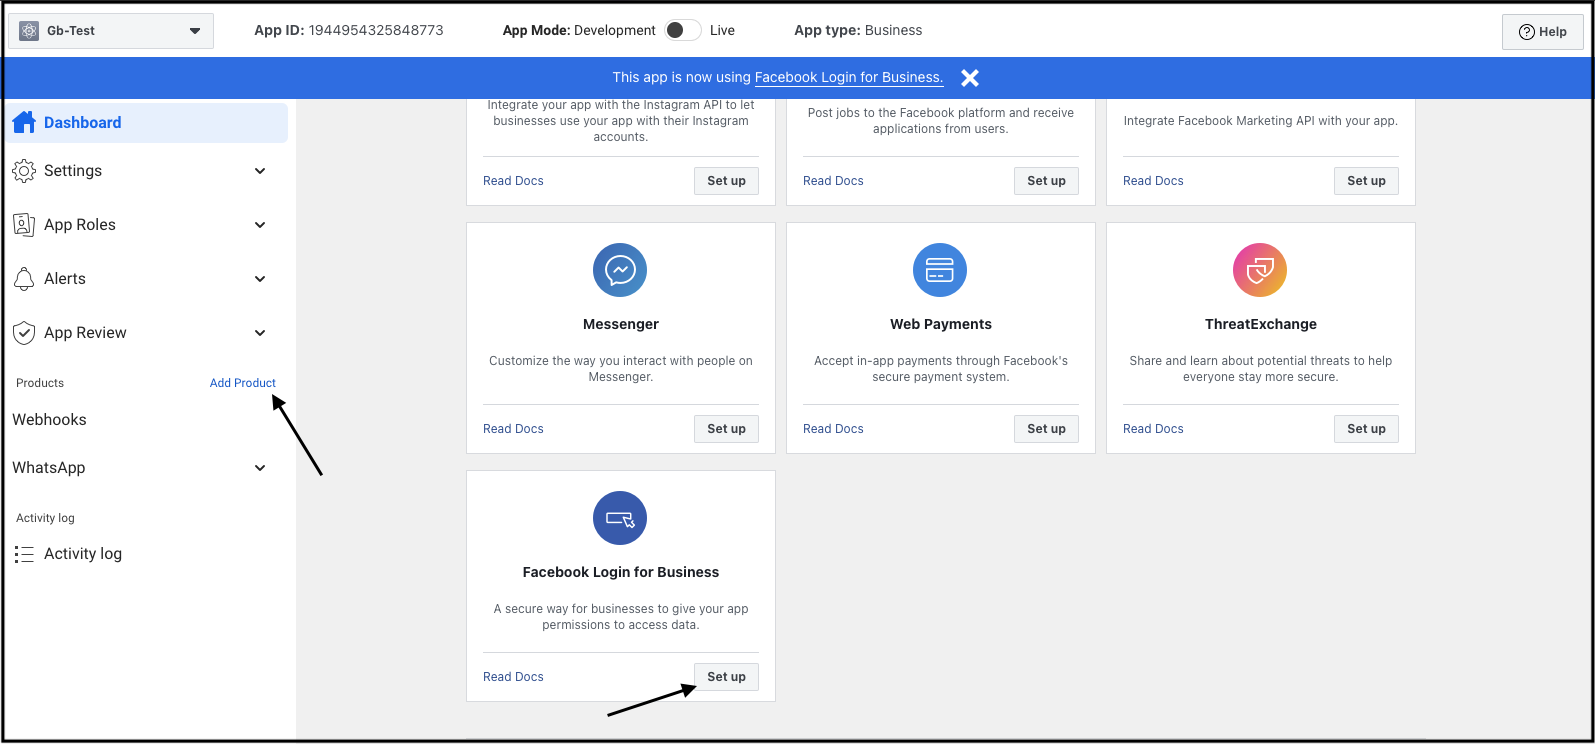 Gb-Test
App ID: 1944954325848773
App Mode: Development
Live
App type: Business
Help
This app is now using Facebook Login for Business.
Dashboard
Settings
App Roles
Alerts
App Review
Products
Add Product
Webhooks
WhatsApp
Activity log
Activity log
Integrate your app with the Instagram API to let
businesses use your app with their Instagram
accounts.
Read Docs
Set up
Post jobs to the Facebook platform and receive
applications from users.
Read Docs
Set up
Integrate Facebook Marketing API with your app.
Read Docs
Set up
Messenger
Customize the way you interact with people on
Messenger.
Read Docs
Set up
Web Payments
Accept in-app payments through Facebook's
secure payment system.
Read Docs
Set up
ThreatExchange
Share and learn about potential threats to help
everyone stay more secure.
Read Docs
Set up
Facebook Login for Business
A secure way for businesses to give your app
permissions to access data.
Read Docs
Set up